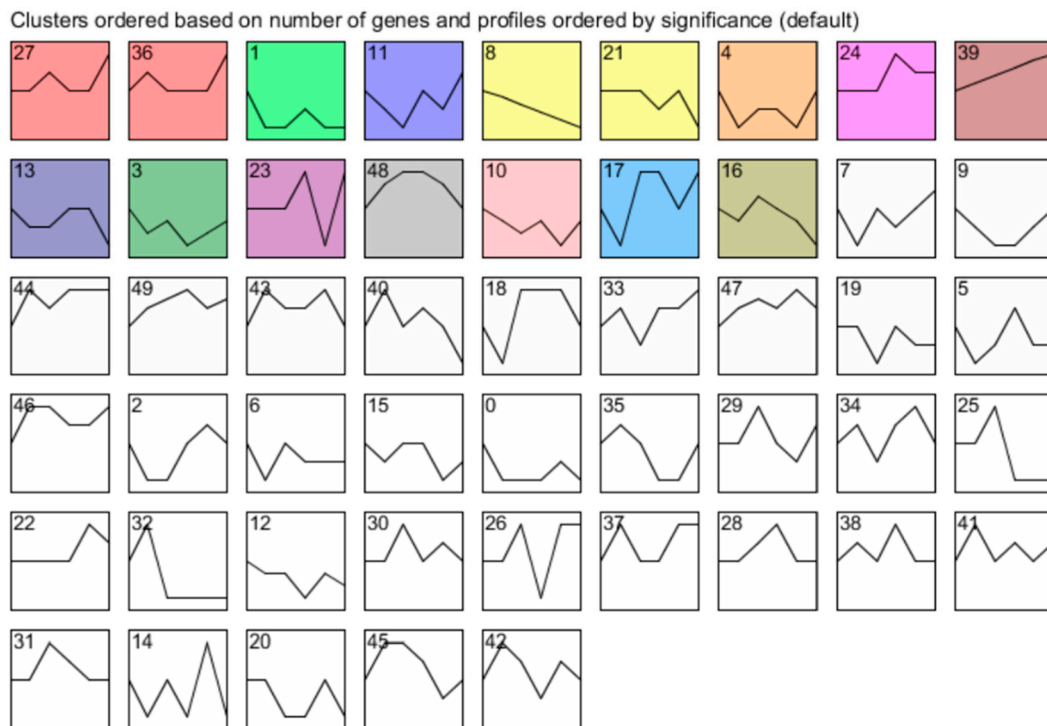 Clusters ordered based on number of genes and profiles ordered by significance (default)
27 36 1 11 8 21 4 24 39
13 3 23 48 10 17 16 7 9
44 49 43 40 18 33 47 19 5
46 2 6 15 0 35 29 34 25
22 32 12 30 26 37 28 38 41
31 14 20 45 42